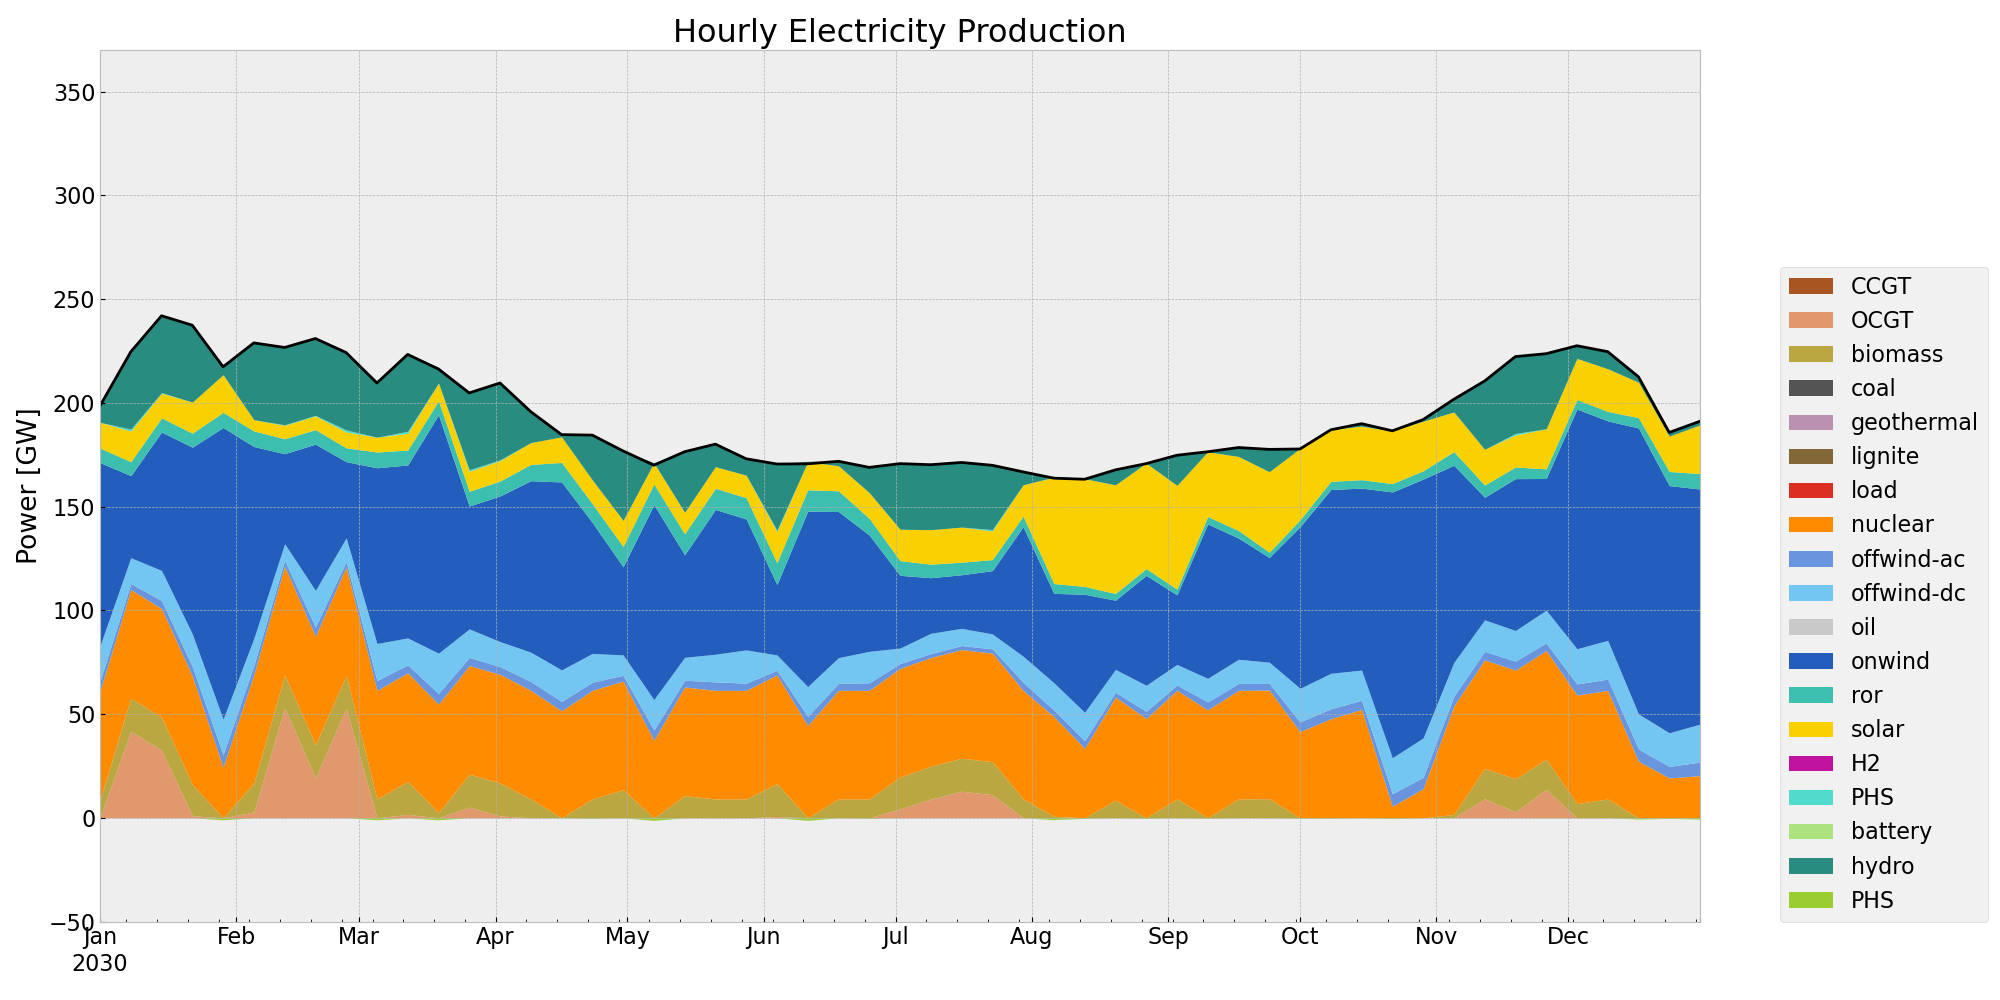 Hourly Electricity Production
Power [GW]
350
300
250
200
150
100
50
0
−50
Jan Feb Mar Apr May Jun Jul Aug Sep Oct Nov Dec
2030
CCGT
OCGT
biomass
coal
geothermal
lignite
load
nuclear
offwind-ac
offwind-dc
oil
onwind
ror
solar
H2
PHS
battery
hydro
PHS